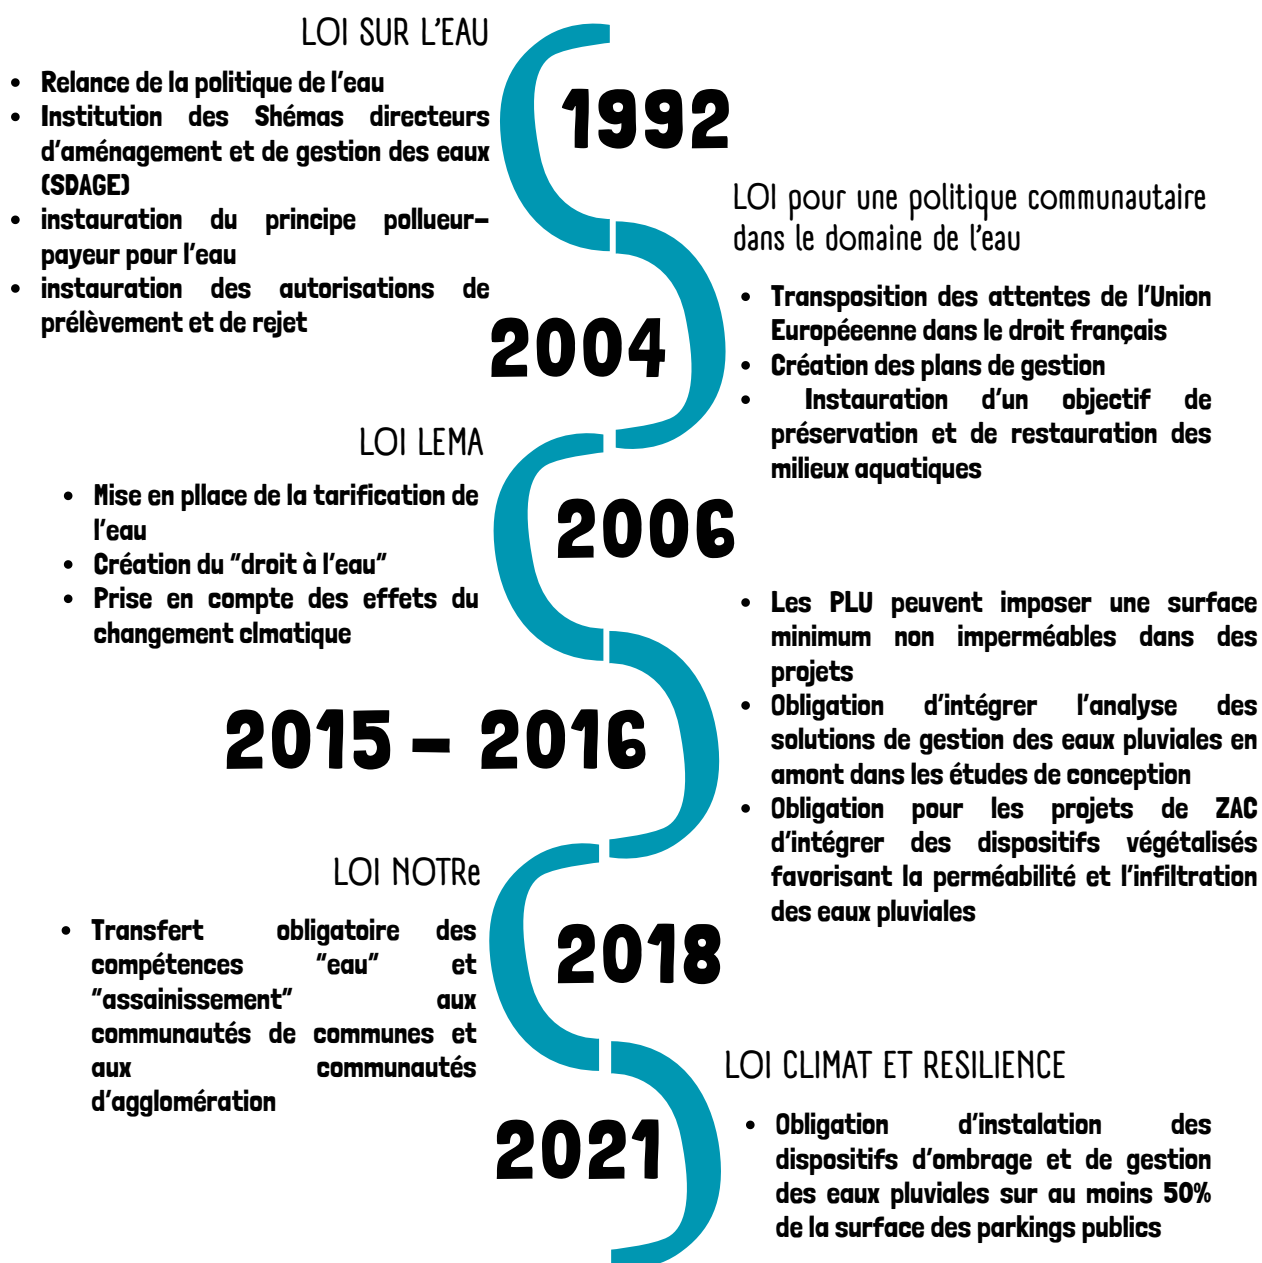 LOI SUR L'EAU
• Relance de la politique de l'eau
• Institution des Shémas directeurs
d'aménagement et de gestion des eaux
(SDAGE)
• instauration du principe pollueur-
payeur pour l'eau
• instauration des autorisations de
prélèvement et de rejet
1992
LOI pour une politique communautaire
dans le domaine de l'eau
• Transposition des attentes de l'Union
Européeenne dans le droit français
• Création des plans de gestion
• Instauration d'un objectif de
préservation et de restauration des
milieux aquatiques
2004
LOI LEMA
• Mise en pllace de la tarification de
l'eau
• Création du "droit à l'eau"
• Prise en compte des effets du
changement clmatique
2006
• Les PLU peuvent imposer une surface
minimum non imperméables dans des
projets
• Obligation d'intégrer l'analyse des
solutions de gestion des eaux pluviales en
amont dans les études de conception
• Obligation pour les projets de ZAC
d'intégrer des dispositifs végétalisés
favorisant la perméabilité et l'infiltration
des eaux pluviales
2015 - 2016
LOI NOTRe
• Transfert obligatoire des
compétences "eau" et
"assainissement" aux
communautés de communes et
aux communautés
d'agglomération
2018
LOI CLIMAT ET RESILIENCE
• Obligation d'instalation des
dispositifs d'ombrage et de gestion
des eaux pluviales sur au moins 50%
de la surface des parkings publics
2021